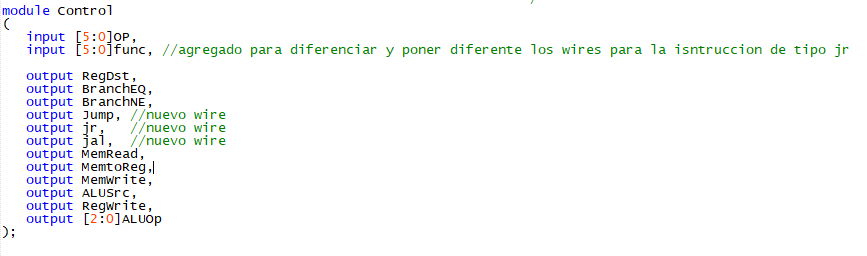 module Control
(
input [5:0]OP,
input [5:0]func, //agregado para diferenciar y poner diferente los wires para la isntruccion de tipo jr
output RegDst,
output BranchEQ,
output BranchNE,
output Jump, //nuevo wire
output jr, //nuevo wire
output jal, //nuevo wire
output MemRead,
output MemtoReg,
output MemWrite,
output ALUSrc,
output RegWrite,
output [2:0]ALUOp
);